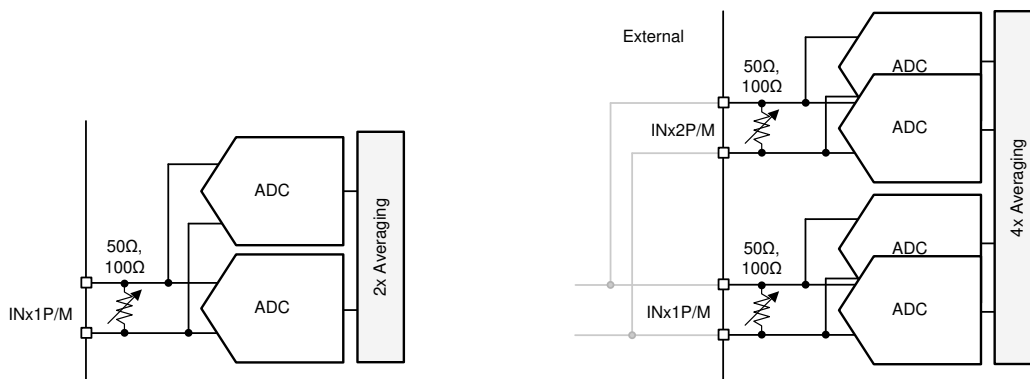 50Ω,
100Ω
INx1P/M
ADC
ADC
2x Averaging
External
50Ω,
100Ω
INx2P/M
ADC
ADC
50Ω,
100Ω
INx1P/M
ADC
ADC
4x Averaging